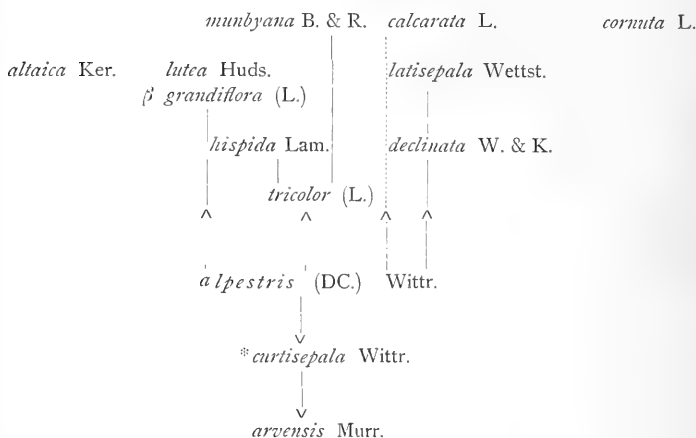 munbyana B. & R. calcarata L. cornuta L.
altaica Ker. lutea Huds. latisepala Wettst.
β grandiflora (L.)
hispida Lam. declinata W. & K.
tricolor (L.)
alpestris (DC.) Wittr.
*curtisepala Wittr.
arvensis Murr.